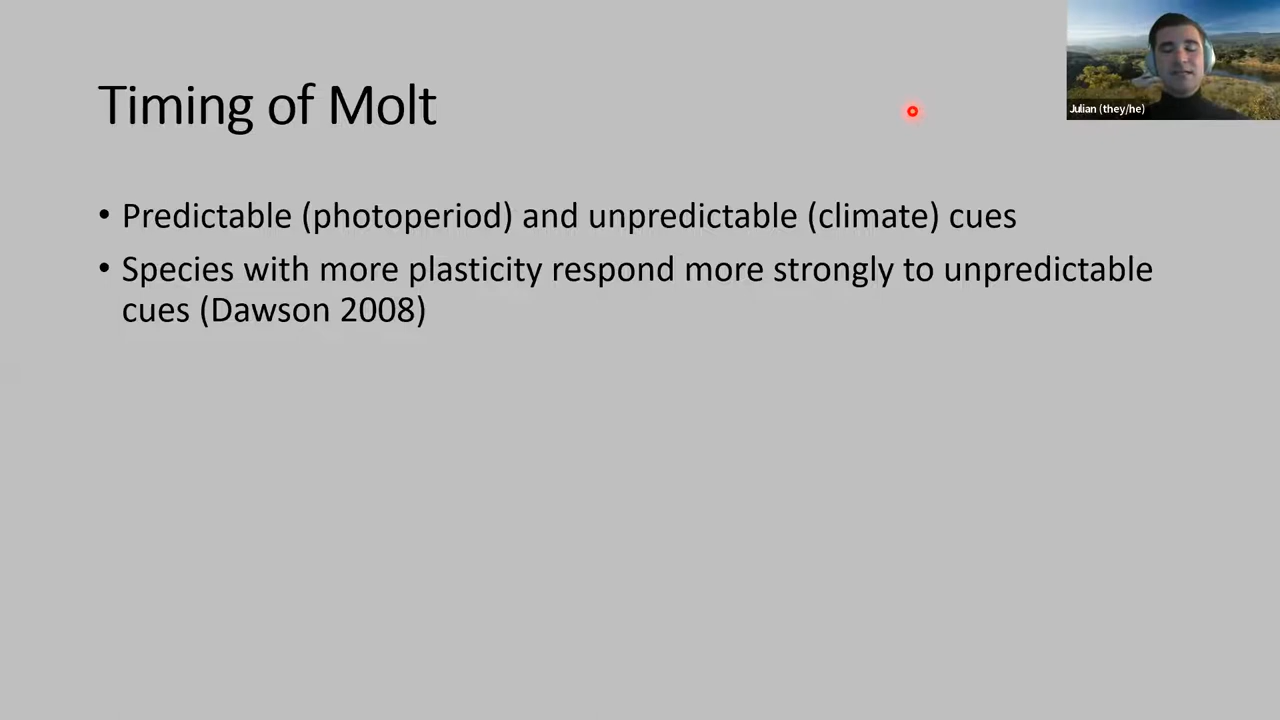 Timing of Molt
Julian (they/he)
• Predictable (photoperiod) and unpredictable (climate) cues
• Species with more plasticity respond more strongly to unpredictable
cues (Dawson 2008)